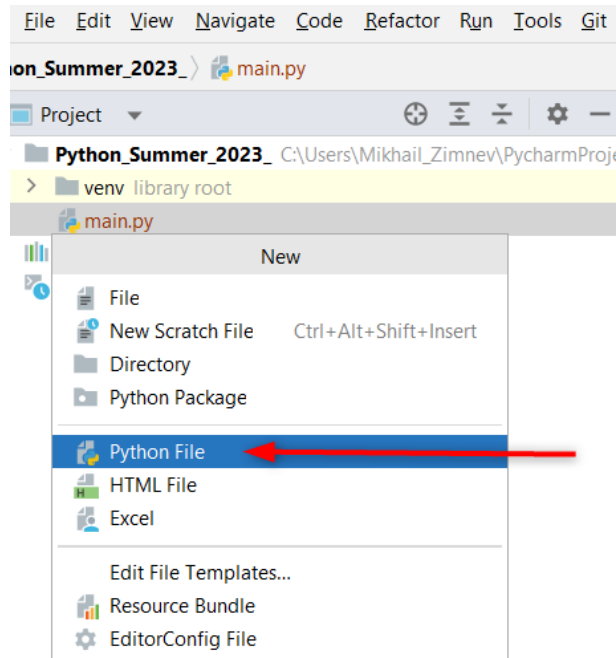 File Edit View Navigate Code Refactor Run Tools Git
on_Summer_2023_ main.py
Project
Python_Summer_2023_ C:\Users\Mikhail_Zimnev\PycharmProje
venv library root
main.py
New
File
New Scratch File Ctrl+Alt+Shift+Insert
Directory
Python Package
Python File
HTML File
Excel
Edit File Templates...
Resource Bundle
EditorConfig File